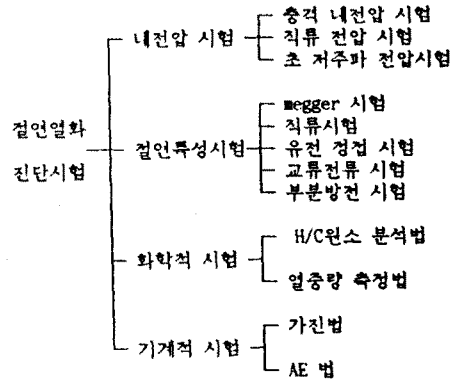 절연열화
진단시험
내전압 시험
충격 내전압 시험
직류 전압 시험
초 저주파 전압시험
절연특성시험
megger 시험
직류시험
유전 정접 시험
교류전류 시험
부분방전 시험
화학적 시험
H/C원소 분석법
열중량 측정법
기계적 시험
가진법
AE 법